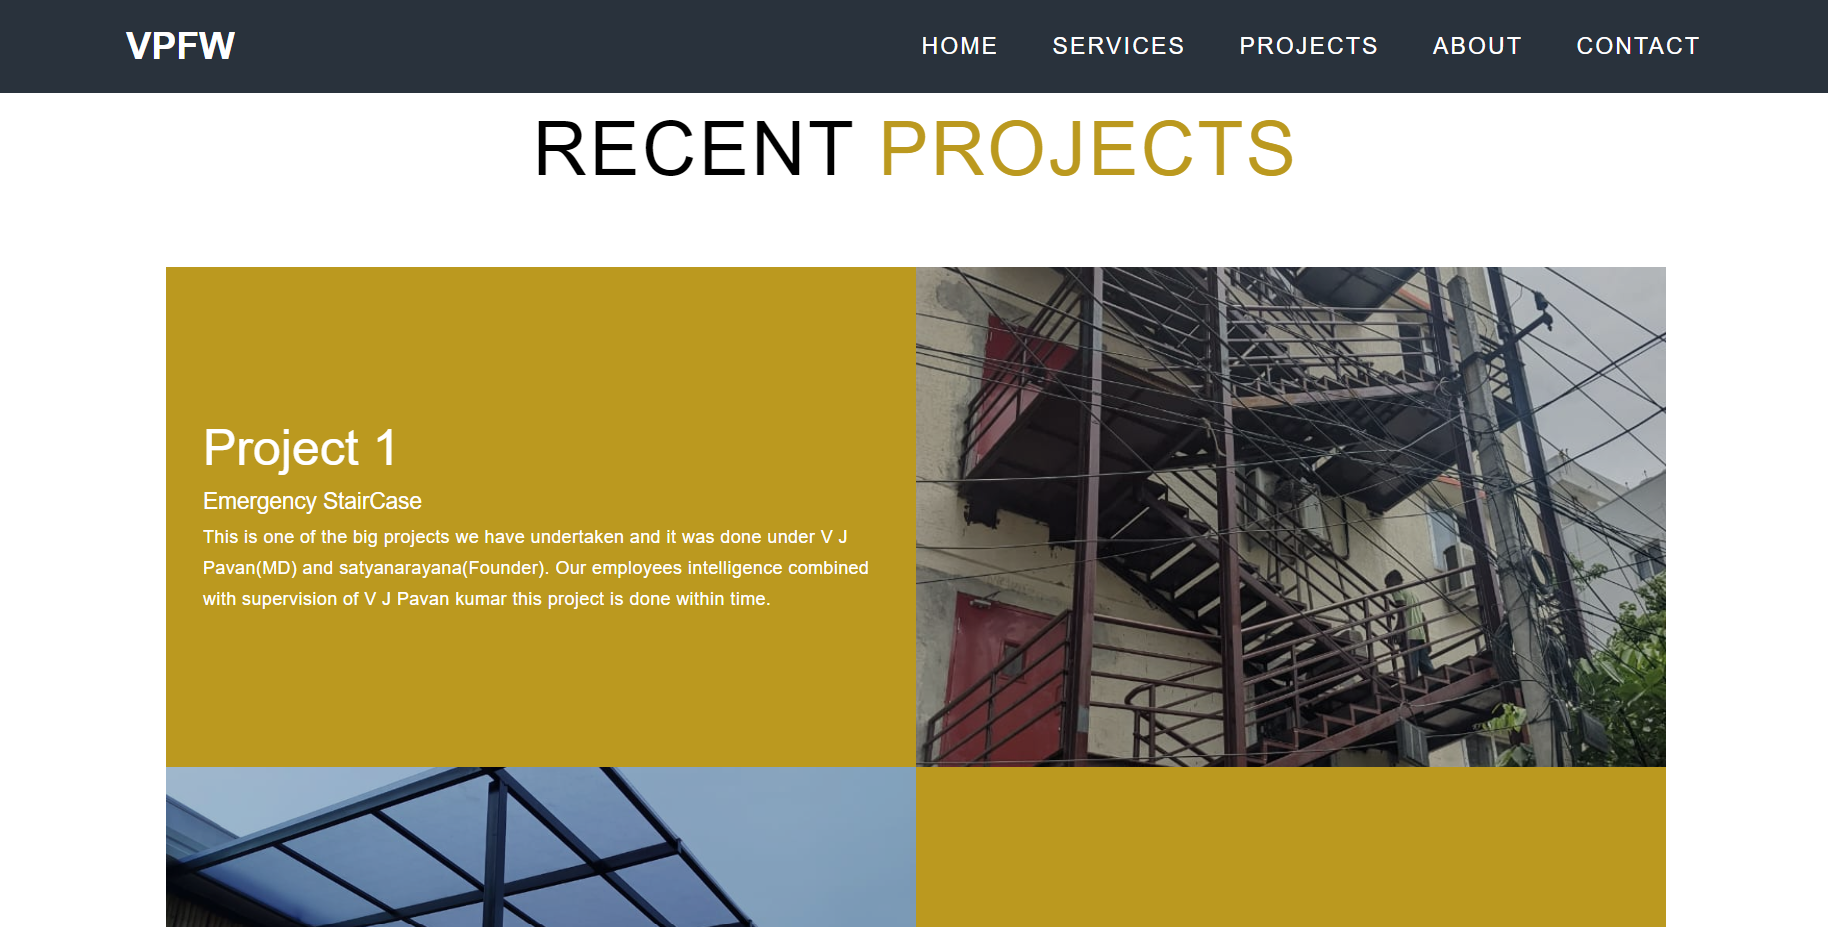 VPFW
HOME SERVICES PROJECTS ABOUT CONTACT
RECENT PROJECTS
Project 1
Emergency StairCase
This is one of the big projects we have undertaken and it was done under V J
Pavan(MD) and satyanarayana(Founder). Our employees intelligence combined
with supervision of V J Pavan kumar this project is done within time.